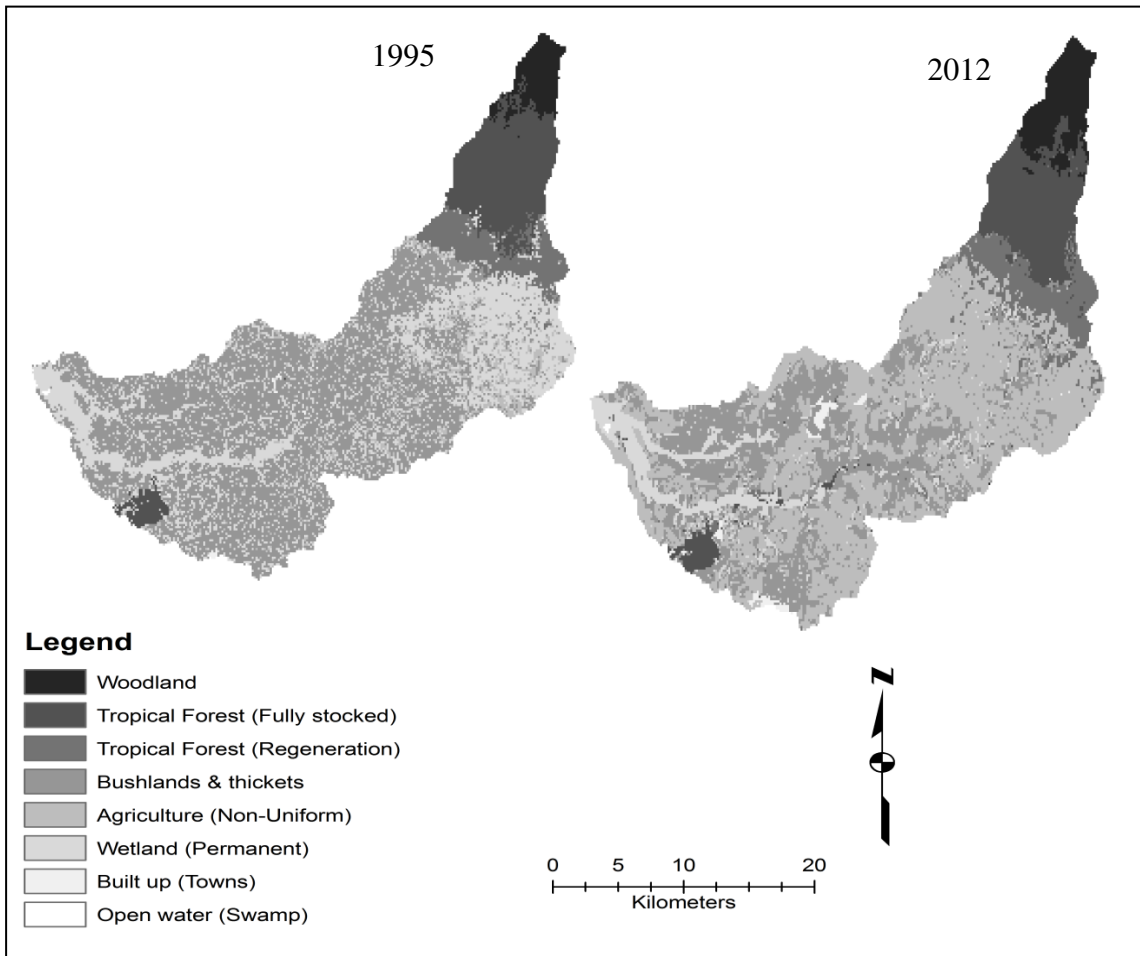 1995
2012
Legend
Woodland
Tropical Forest (Fully stocked)
Tropical Forest (Regeneration)
Bushlands & thickets
Agriculture (Non-Uniform)
Wetland (Permanent)
Built up (Towns)
Open water (Swamp)
N
0 5 10 20
Kilometers